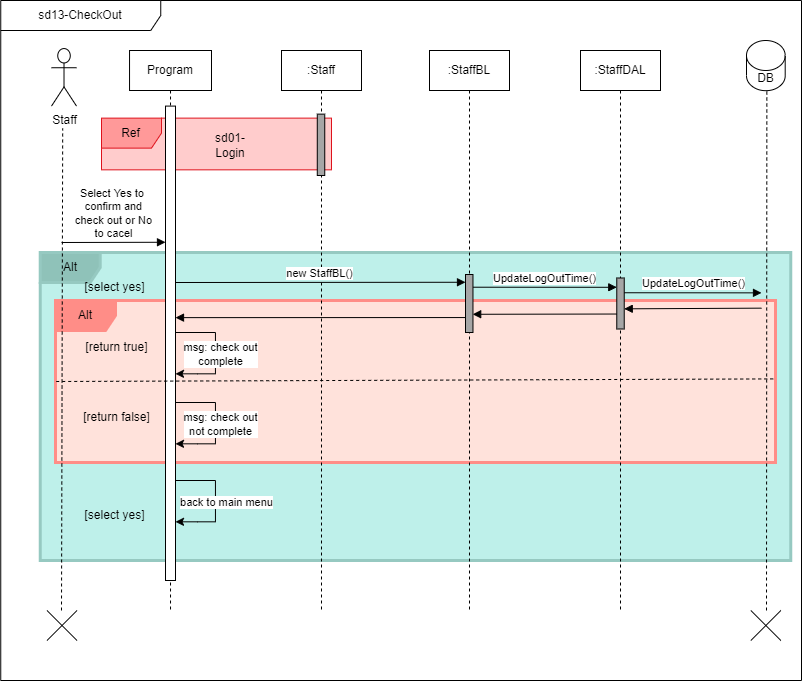 sd13-CheckOut
Program
:Staff
:StaffBL
:StaffDAL
DB
Staff
Ref
sd01-
Login
Select Yes to
confirm and
check out or No
to cacel
Alt
[select yes]
new StaffBL()
UpdateLogOutTime()
UpdateLogOutTime()
Alt
[return true]
msg: check out
complete
[return false]
msg: check out
not complete
back to main menu
[select yes]